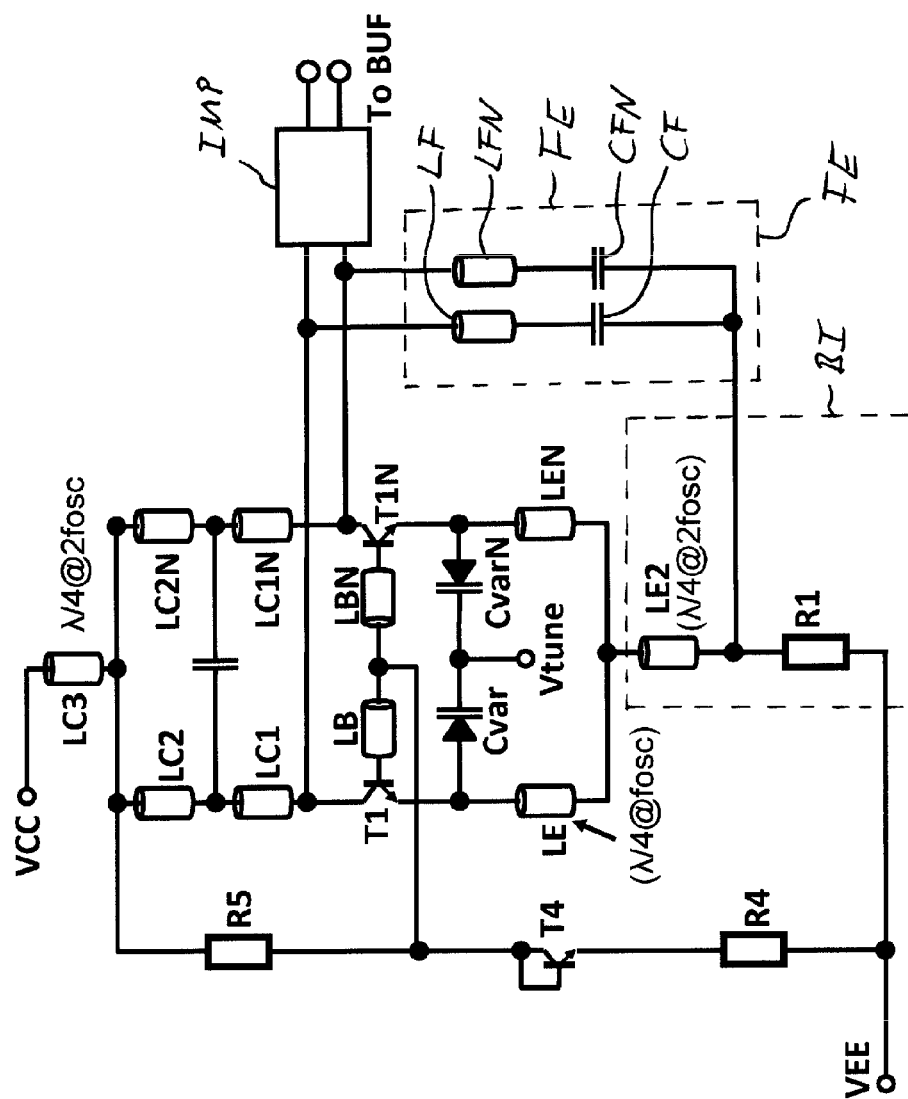 IMP
To BUF
VCC
LC3
λ/4@2fosc
LC2
LC2N
LC1
LC1N
LF
LFN
FE
CFN
CF
FE
R5
LB
LBN
T1
T1N
Cvar
CvarN
Vtune
LE
(λ/4@fosc)
LEN
BI
LE2
(λ/4@2fosc)
T4
R4
R1
VEE